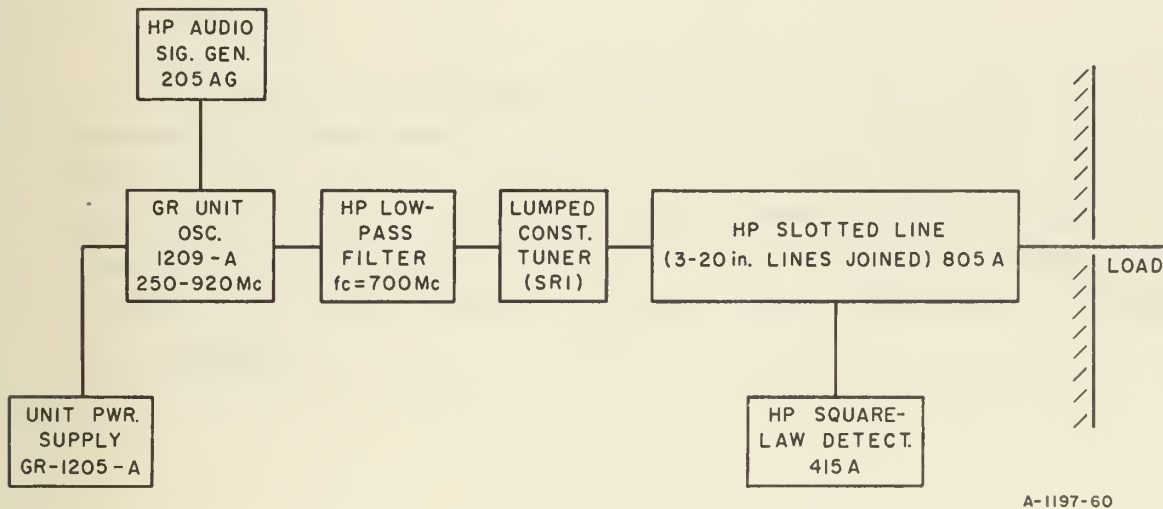 HP AUDIO
SIG. GEN.
205 AG
GR UNIT
OSC.
1209-A
250-920 Mc
HP LOW-
PASS
FILTER
fc=700 Mc
LUMPED
CONST.
TUNER
(SRI)
HP SLOTTED LINE
(3-20 in. LINES JOINED) 805 A
LOAD
UNIT PWR.
SUPPLY
GR-1205-A
HP SQUARE-
LAW DETECT.
415 A
A-1197-60